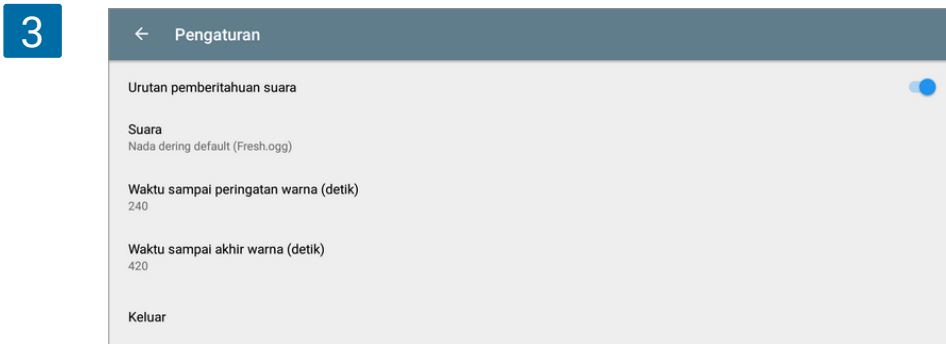 3
Pengaturan
Urutan pemberitahuan suara
Suara
Nada dering default (Fresh.ogg)
Waktu sampai peringatan warna (detik)
240
Waktu sampai akhir warna (detik)
420
Keluar